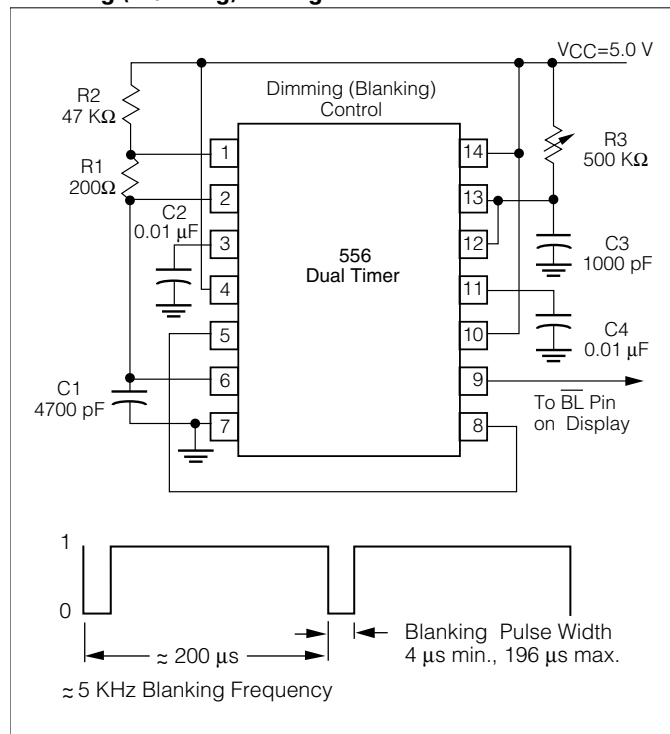 VCC=5.0 V
Dimming (Blanking)
Control
R2
47 KΩ
R1
200Ω
C2
0.01 µF
R3
500 KΩ
C3
1000 pF
C4
0.01 µF
C1
4700 pF
556
Dual Timer
1
2
3
4
5
6
7
14
13
12
11
10
9
8
To BL Pin
on Display
1
0
≈ 200 µs
Blanking Pulse Width
4 µs min., 196 µs max.
≈ 5 KHz Blanking Frequency